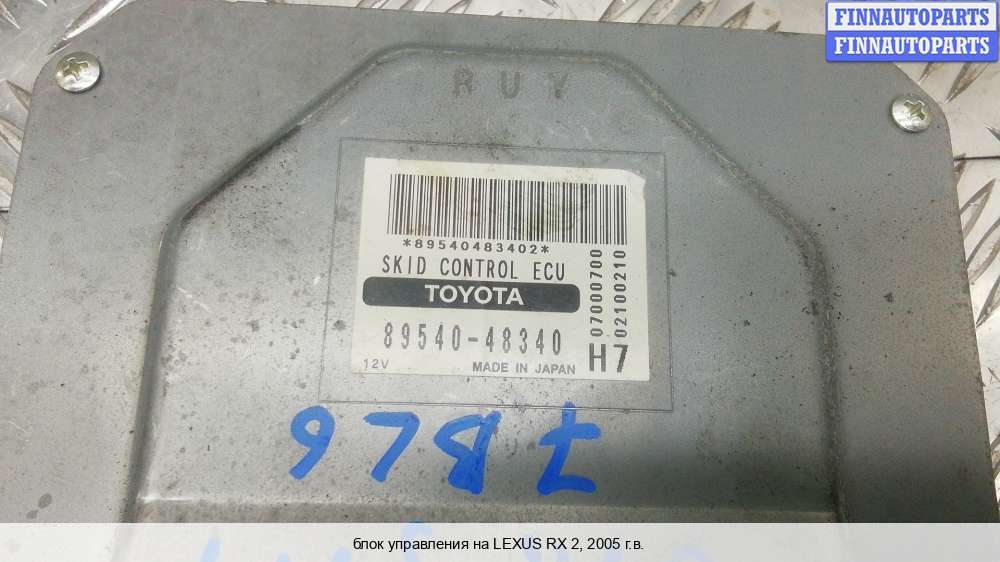 FINNAUTOPARTS
FINNAUTOPARTS
RUY
*89540483402*
SKID CONTROL ECU
TOYOTA
89540-48340
12V MADE IN JAPAN
07000700
02100210
H7
7BL6
блок управления на LEXUS RX 2, 2005 г.в.